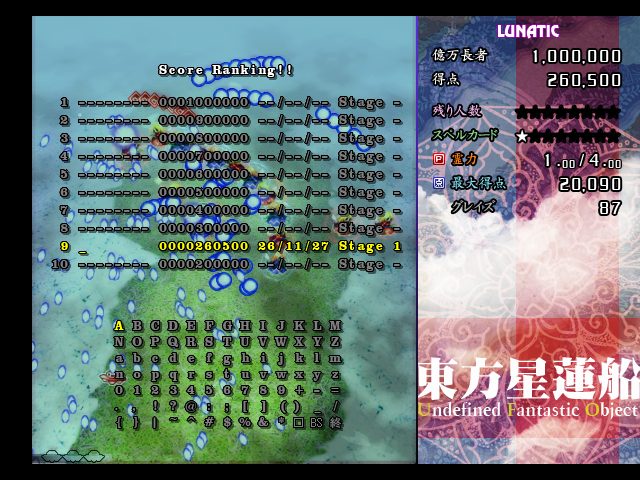 LUNATIC
億万長者 1,000,000
得点 260,500
残り人数
スペルカード
P 霊力 1.00/4.00
最大得点 20,090
グレイズ 87
Score Ranking!!
1 -------- 0001000000 --/--/-- Stage -
2 -------- 0000900000 --/--/-- Stage -
3 -------- 0000800000 --/--/-- Stage -
4 -------- 0000700000 --/--/-- Stage -
5 -------- 0000600000 --/--/-- Stage -
6 -------- 0000500000 --/--/-- Stage -
7 -------- 0000400000 --/--/-- Stage -
8 -------- 0000300000 --/--/-- Stage -
9 _ 0000260500 26/11/27 Stage 1
10 -------- 0000200000 --/--/-- Stage -
A B C D E F G H I J K L M
N O P Q R S T U V W X Y Z
a b c d e f g h i j k l m
n o p q r s t u v w x y z
0 1 2 3 4 5 6 7 8 9 + - =
. , ! ? @ : ; [ ] ( ) _ /
{ } | ~ ^ # $ % & * □ BS 終
東方星蓮船
Undefined Fantastic Object